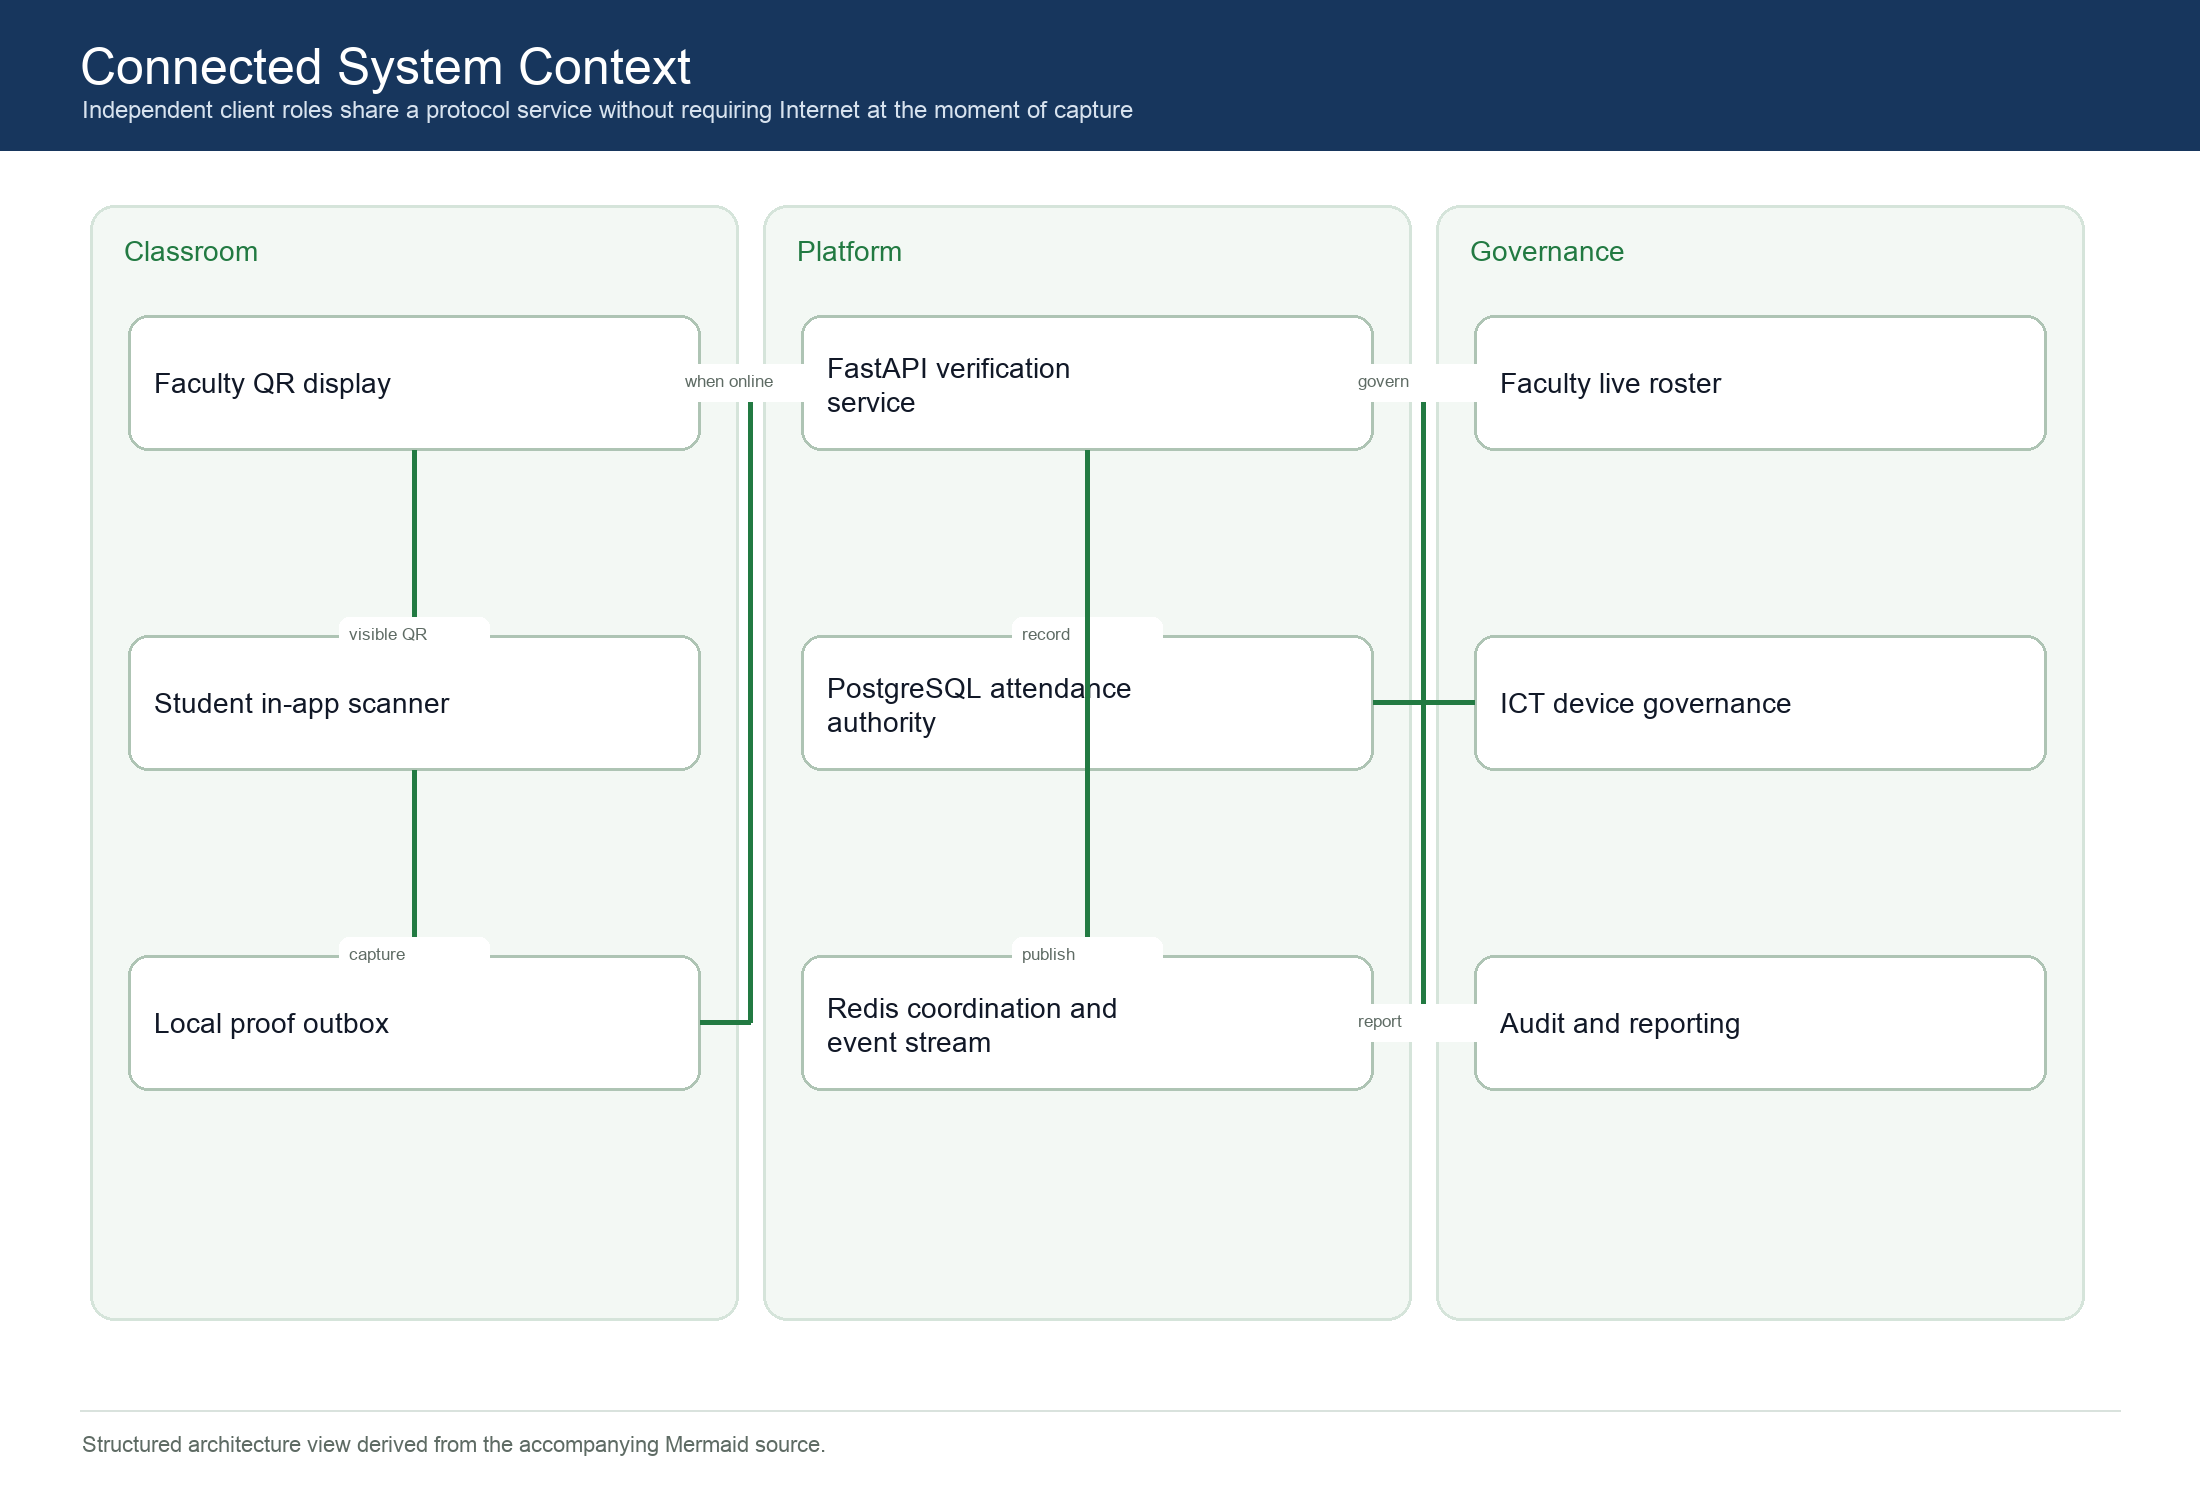 Connected System Context
Independent client roles share a protocol service without requiring Internet at the moment of capture
Classroom
Faculty QR display
visible QR
Student in-app scanner
capture
Local proof outbox
when online
Platform
FastAPI verification
service
record
PostgreSQL attendance
authority
publish
Redis coordination and
event stream
govern
report
Governance
Faculty live roster
ICT device governance
Audit and reporting
Structured architecture view derived from the accompanying Mermaid source.